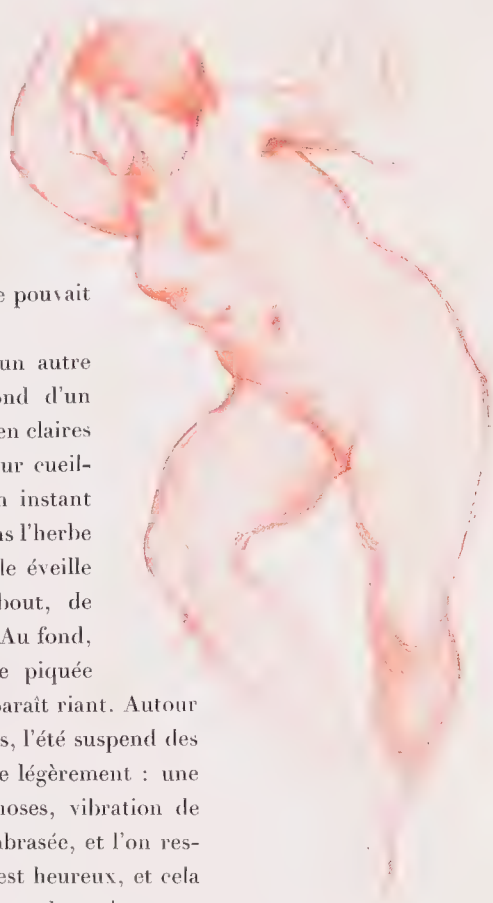 e pouvait
un autre
nd d'un
en claires
ur cueil-
n instant
ns l'herbe
le éveille
bout, de
Au fond,
e piquée
paraît riant. Autour
s, l'été suspend des
e légèrement : une
hoses, vibration de
mbrasée, et l'on res-
est heureux, et cela